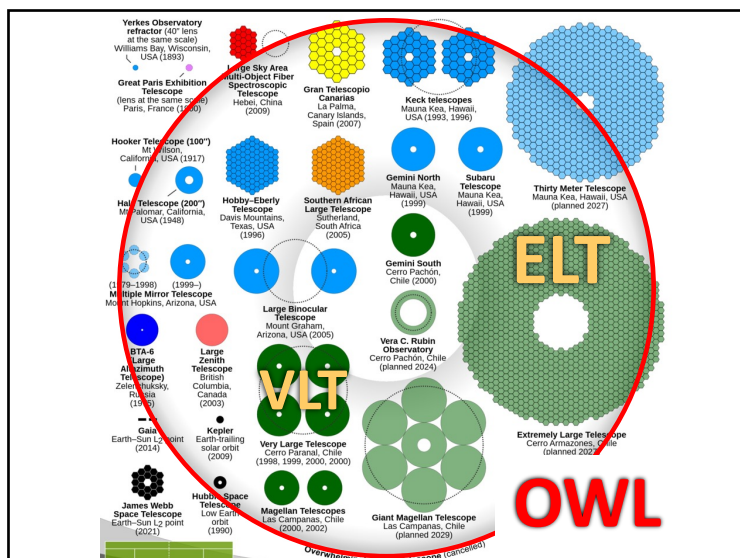 Yerkes Observatory
refractor (40" lens
at the same scale)
Williams Bay, Wisconsin,
USA (1893)
Great Paris Exhibition
Telescope
(lens at the same scale)
Paris, France (1900)
Large Sky Area
Multi-Object Fiber
Spectroscopic
Telescope
Hebei, China
(2009)
Gran Telescopio
Canarias
La Palma,
Canary Islands,
Spain (2007)
Keck telescopes
Mauna Kea, Hawaii,
USA (1993, 1996)
Thirty Meter Telescope
Mauna Kea, Hawaii, USA
(planned 2027)
Hooker Telescope (100")
Mt Wilson,
California, USA (1917)
Hale Telescope (200")
Mt Palomar, California,
USA (1948)
Hobby–Eberly
Telescope
Davis Mountains,
Texas, USA
(1996)
Southern African
Large Telescope
Sutherland,
South Africa
(2005)
Gemini North
Mauna Kea,
Hawaii, USA
(1999)
Subaru
Telescope
Mauna Kea,
Hawaii, USA
(1999)
Gemini South
Cerro Pachón,
Chile (2000)
ELT
(1979–1998) (1999–)
Multiple Mirror Telescope
Mount Hopkins, Arizona, USA
Large Binocular
Telescope
Mount Graham,
Arizona, USA (2005)
Vera C. Rubin
Observatory
Cerro Pachón, Chile
(planned 2024)
BTA-6
(Large
Altazimuth
Telescope)
Zelenchuksky,
Russia
(1975)
Large
Zenith
Telescope
British
Columbia,
Canada
(2003)
VLT
Very Large Telescope
Cerro Paranal, Chile
(1998, 1999, 2000, 2000)
Extremely Large Telescope
Cerro Armazones, Chile
(planned
Gaia
Earth–Sun L2 point
(2014)
Kepler
Earth-trailing
solar orbit
(2009)
James Webb
Space Telescope
Earth–Sun L2 point
(2021)
Hubble Space
Telescope
Low Earth
orbit
(1990)
Magellan Telescopes
Las Campanas, Chile
(2000, 2002)
Giant Magellan Telescope
Las Campanas, Chile
(planned 2029)
OWL
(cancelled)